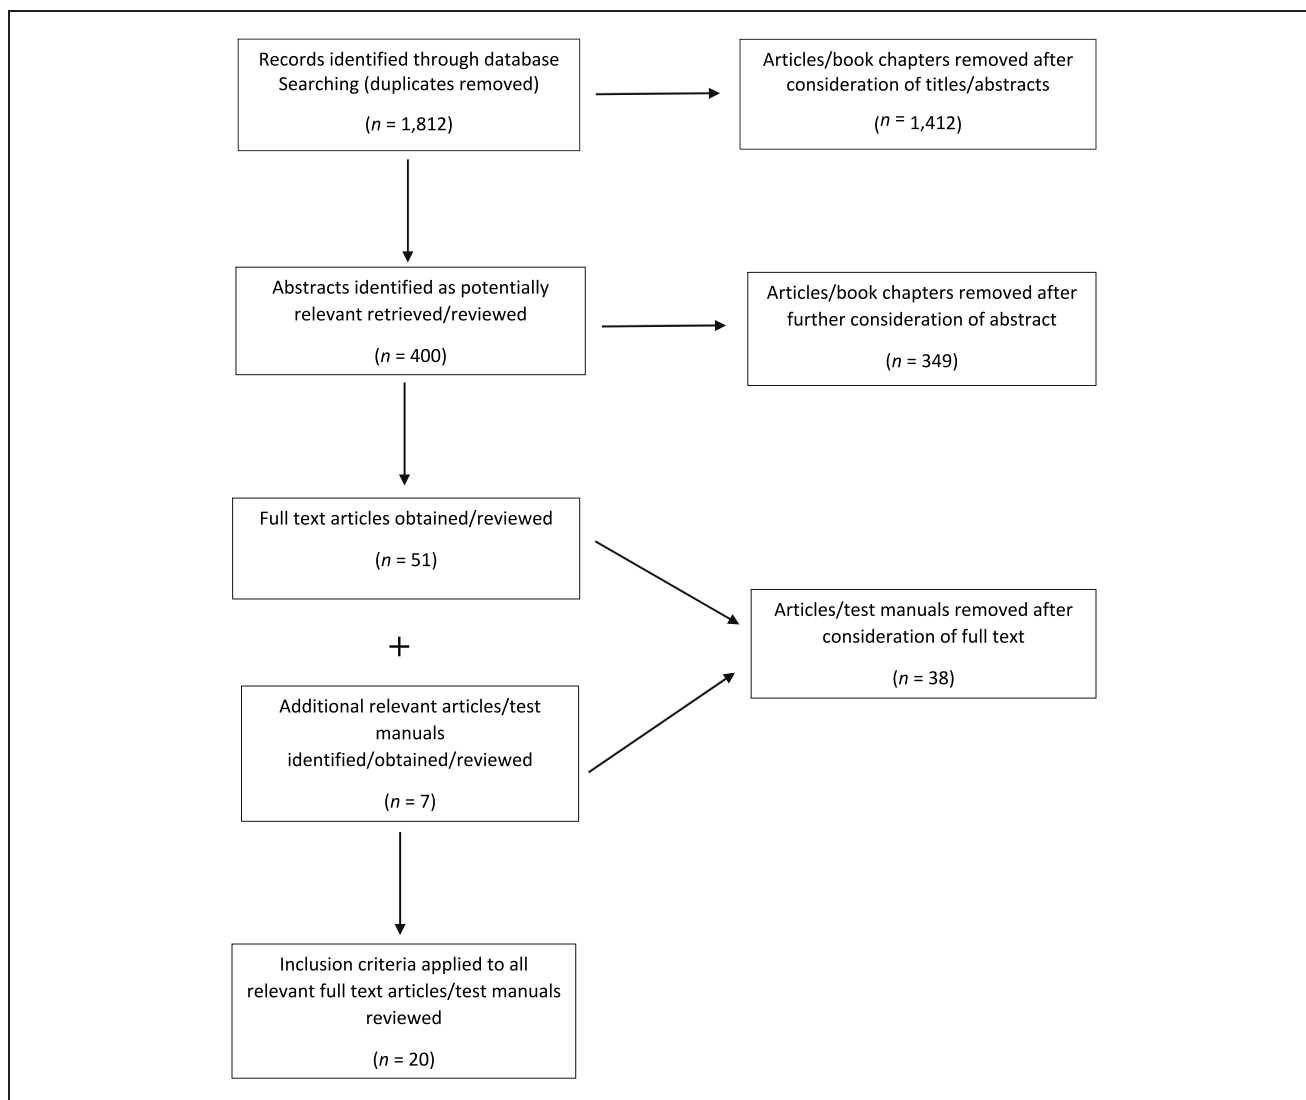 Records identified through database
Searching (duplicates removed)
(n = 1,812)
Articles/book chapters removed after
consideration of titles/abstracts
(n = 1,412)
Abstracts identified as potentially
relevant retrieved/reviewed
(n = 400)
Articles/book chapters removed after
further consideration of abstract
(n = 349)
Full text articles obtained/reviewed
(n = 51)
+
Articles/test manuals removed after
consideration of full text
(n = 38)
Additional relevant articles/test
manuals
identified/obtained/reviewed
(n = 7)
Inclusion criteria applied to all
relevant full text articles/test manuals
reviewed
(n = 20)